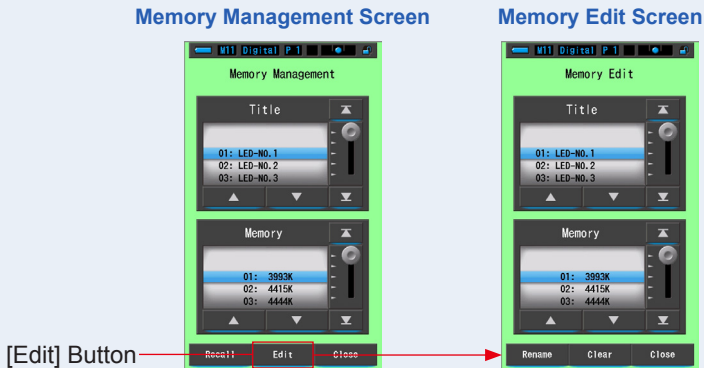 Memory Management Screen
M11 Digital P 1
Memory Management
Title
01: LED-NO.1
02: LED-NO.2
03: LED-NO.3
Memory
01: 3993K
02: 4415K
03: 4444K
[Edit] Button
Recall Edit Close
Memory Edit Screen
M11 Digital P 1
Memory Edit
Title
01: LED-NO.1
02: LED-NO.2
03: LED-NO.3
Memory
01: 3993K
02: 4415K
03: 4444K
Rename Clear Close